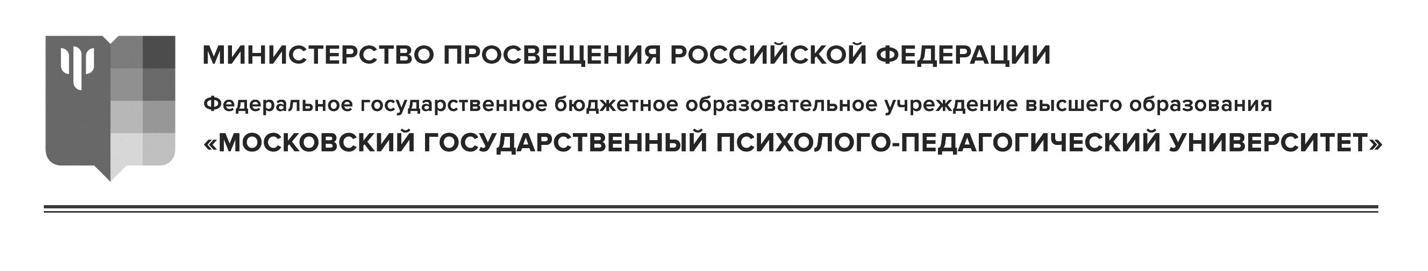 МИНИСТЕРСТВО ПРОСВЕЩЕНИЯ РОССИЙСКОЙ ФЕДЕРАЦИИ
Федеральное государственное бюджетное образовательное учреждение высшего образования
«МОСКОВСКИЙ ГОСУДАРСТВЕННЫЙ ПСИХОЛОГО-ПЕДАГОГИЧЕСКИЙ УНИВЕРСИТЕТ»